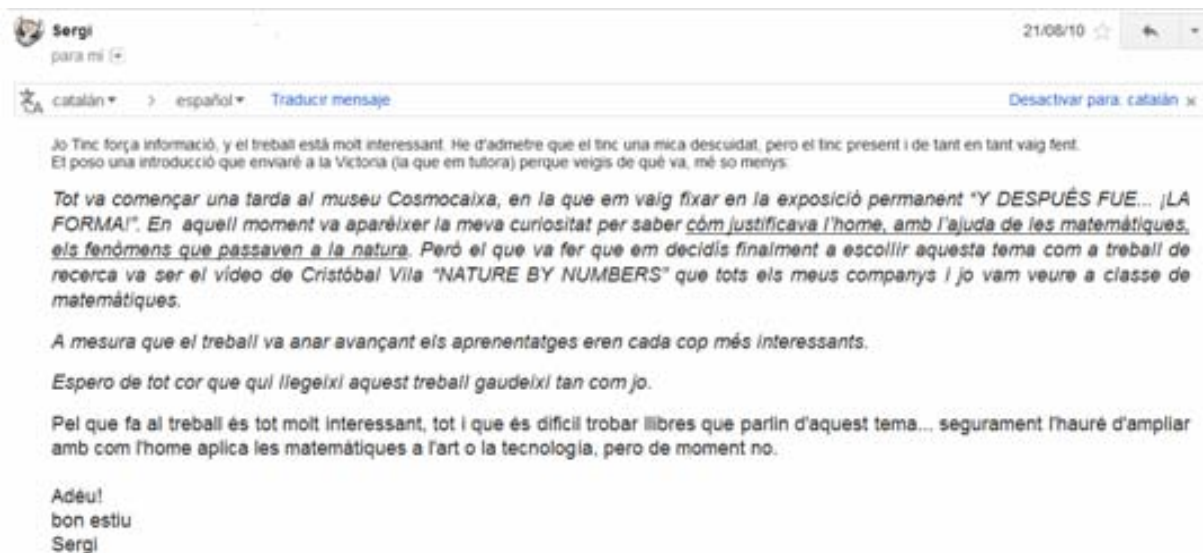 Sergi
21/08/10
para mí
catalán > español Traducir mensaje Desactivar para: catalán x
Jo Tinc força informació, y el treball està molt interessant. He d'admetre que el tinc una mica descuidat, pero el tinc present i de tant en tant vaig fent.
Et poso una introducció que enviaré a la Victoria (la que em tutora) perque veigis de qué va, mé so menys:
Tot va començar una tarda al museu Cosmocaixa, en la que em vaig fixar en la exposició permanent “Y DESPUÉS FUE... ¡LA
FORMA!”. En aquell moment va aparèixer la meva curiositat per saber cóm justificava l’home, amb l’ajuda de les matemàtiques,
els fenómens que passaven a la natura. Però el que va fer que em decidís finalment a escollir aquesta tema com a treball de
recerca va ser el vídeo de Cristóbal Vila “NATURE BY NUMBERS” que tots els meus companys i jo vam veure a classe de
matemàtiques.
A mesura que el treball va anar avançant els aprenentatges eren cada cop més interessants.
Espero de tot cor que qui llegeixi aquest treball gaudeixi tan com jo.
Pel que fa al treball és tot molt interessant, tot i que és difícil trobar llibres que parlin d'aquest tema... segurament l'hauré d'ampliar
amb com l'home aplica les matemàtiques a l'art o la tecnologia, pero de moment no.
Adéu!
bon estiu
Sergi